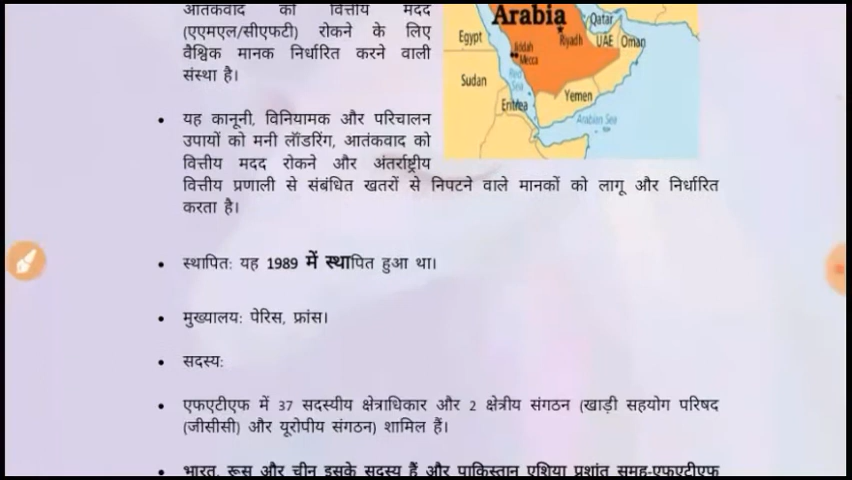 आतंकवाद को वित्तीय मदद
(एएमएल/सीएफटी) रोकने के लिए
वैश्विक मानक निर्धारित करने वाली
संस्था है।
Arabia
Qatar
Egypt
Riyadh
UAE
Oman
Jiddah
Mecca
Red
Sea
Sudan
Yemen
Eritrea
Arabian Sea
• यह कानूनी, विनियामक और परिचालन
उपायों को मनी लॉंडरिंग, आतंकवाद को
वित्तीय मदद रोकने और अंतर्राष्ट्रीय
वित्तीय प्रणाली से संबंधित खतरों से निपटने वाले मानकों को लागू और निर्धारित
करता है।
• स्थापित: यह 1989 में स्थापित हुआ था।
• मुख्यालय: पेरिस, फ्रांस।
• सदस्य:
• एफएटीएफ में 37 सदस्यीय क्षेत्राधिकार और 2 क्षेत्रीय संगठन (खाड़ी सहयोग परिषद
(जीसीसी) और यूरोपीय संगठन) शामिल हैं।
• भारत, रूस और चीन इसके सदस्य हैं और पाकिस्तान एशिया प्रशांत समूह-एफएटीएफ